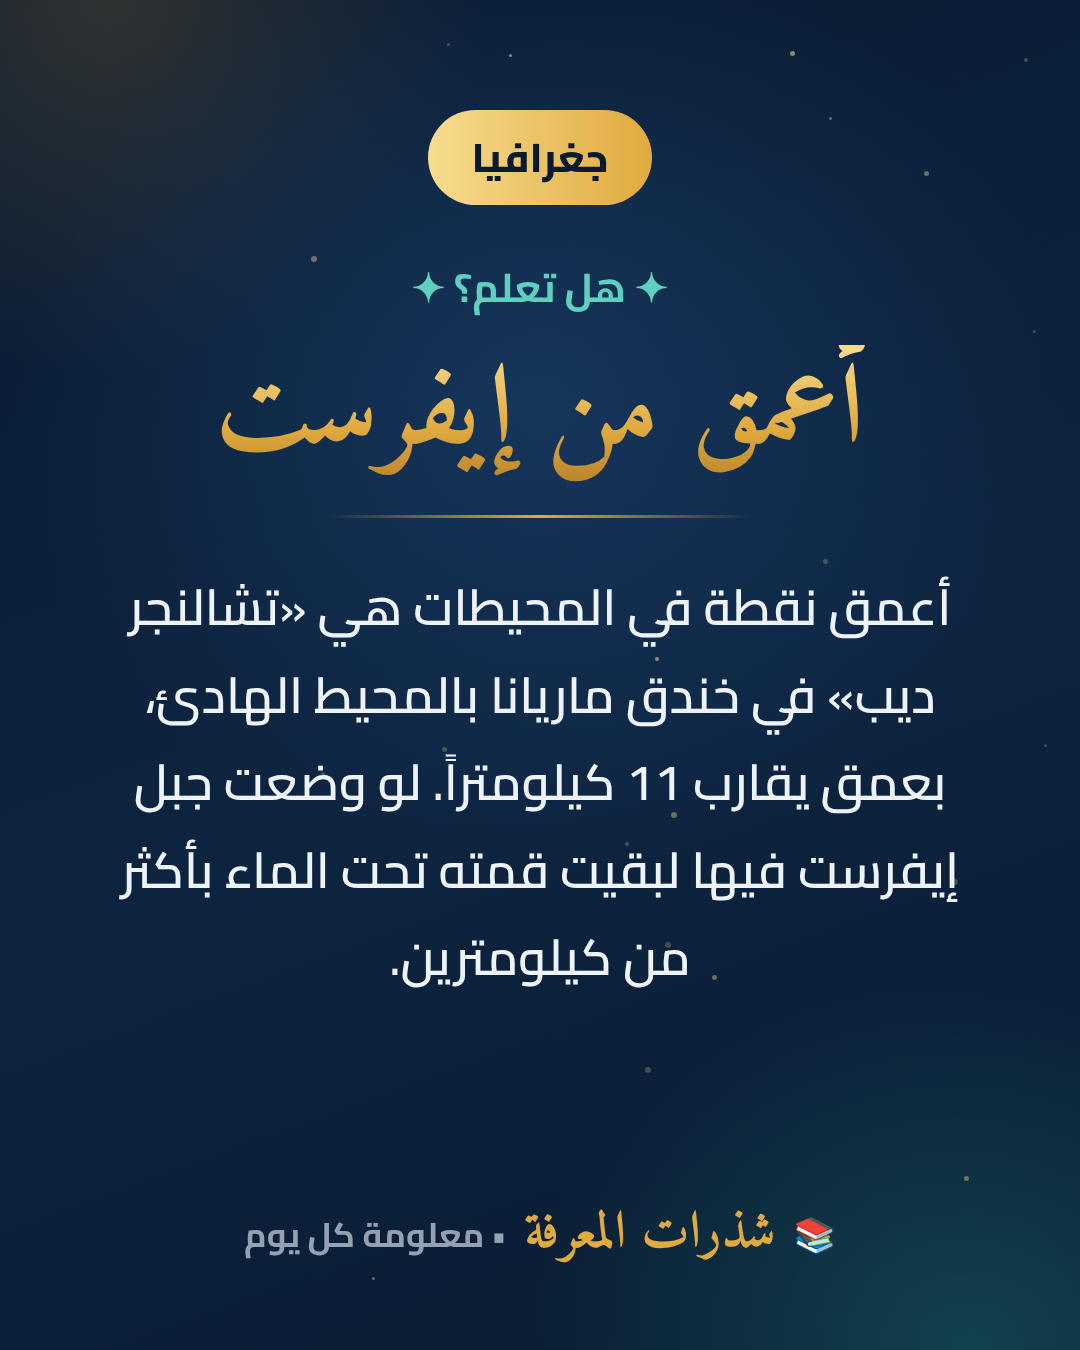 جغرافيا
✦ هل تعلم؟ ✦
أعمق من إيفرست
أعمق نقطة في المحيطات هي «تشالنجر
ديب» في خندق ماريانا بالمحيط الهادئ،
بعمق يقارب 11 كيلومتراً. لو وضعت جبل
إيفرست فيها لبقيت قمته تحت الماء بأكثر
من كيلومترين.
📚 شذرات المعرفة ▪ معلومة كل يوم